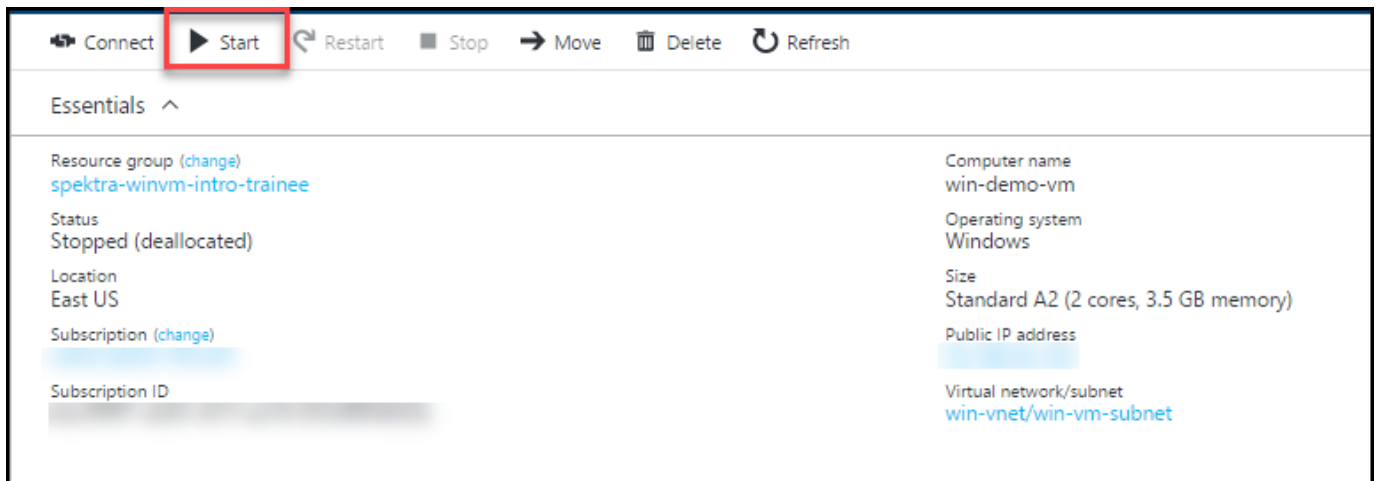 Connect Start Restart Stop Move Delete Refresh
Essentials
Resource group (change)
spektra-winvm-intro-trainee
Status
Stopped (deallocated)
Location
East US
Subscription (change)
Subscription ID
Computer name
win-demo-vm
Operating system
Windows
Size
Standard A2 (2 cores, 3.5 GB memory)
Public IP address
Virtual network/subnet
win-vnet/win-vm-subnet